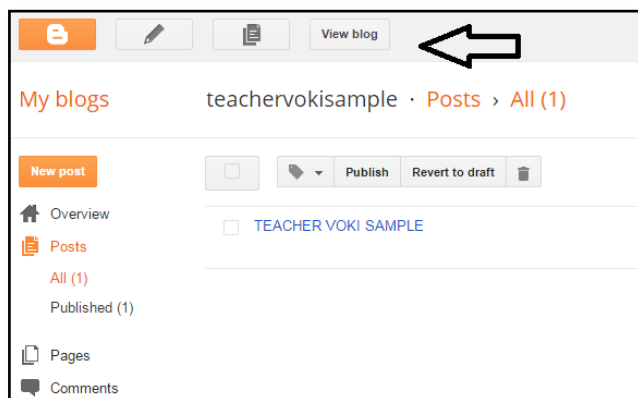 View blog
My blogs
teachervokisample · Posts › All (1)
New post
Publish
Revert to draft
Overview
TEACHER VOKI SAMPLE
Posts
All (1)
Published (1)
Pages
Comments